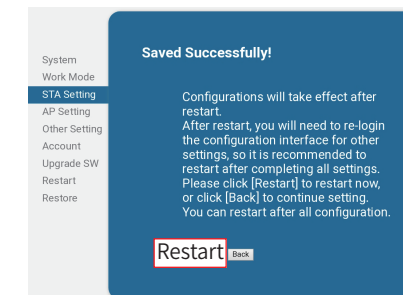 System
Work Mode
STA Setting
AP Setting
Other Setting
Account
Upgrade SW
Restart
Restore
Saved Successfully!
Configurations will take effect after
restart.
After restart, you will need to re-login
the configuration interface for other
settings, so it is recommended to
restart after completing all settings.
Please click [Restart] to restart now,
or click [Back] to continue setting.
You can restart after all configuration.
Restart Back